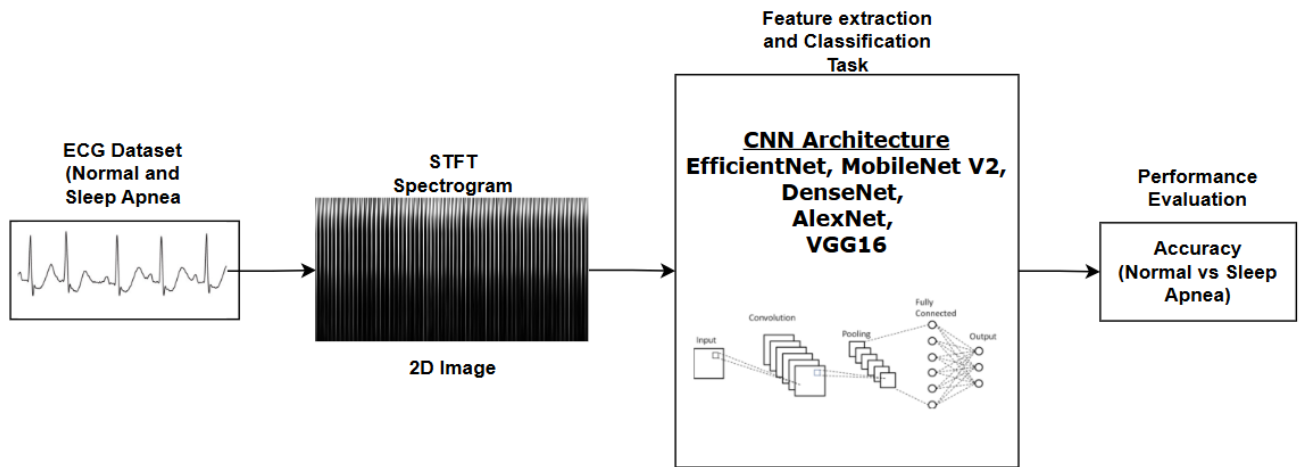 ECG Dataset
(Normal and
Sleep Apnea
STFT
Spectrogram
2D Image
Feature extraction
and Classification
Task
CNN Architecture
EfficientNet, MobileNet V2,
DenseNet,
AlexNet,
VGG16
Input
Convolution
Pooling
Fully
Connected
Output
Performance
Evaluation
Accuracy
(Normal vs Sleep
Apnea)